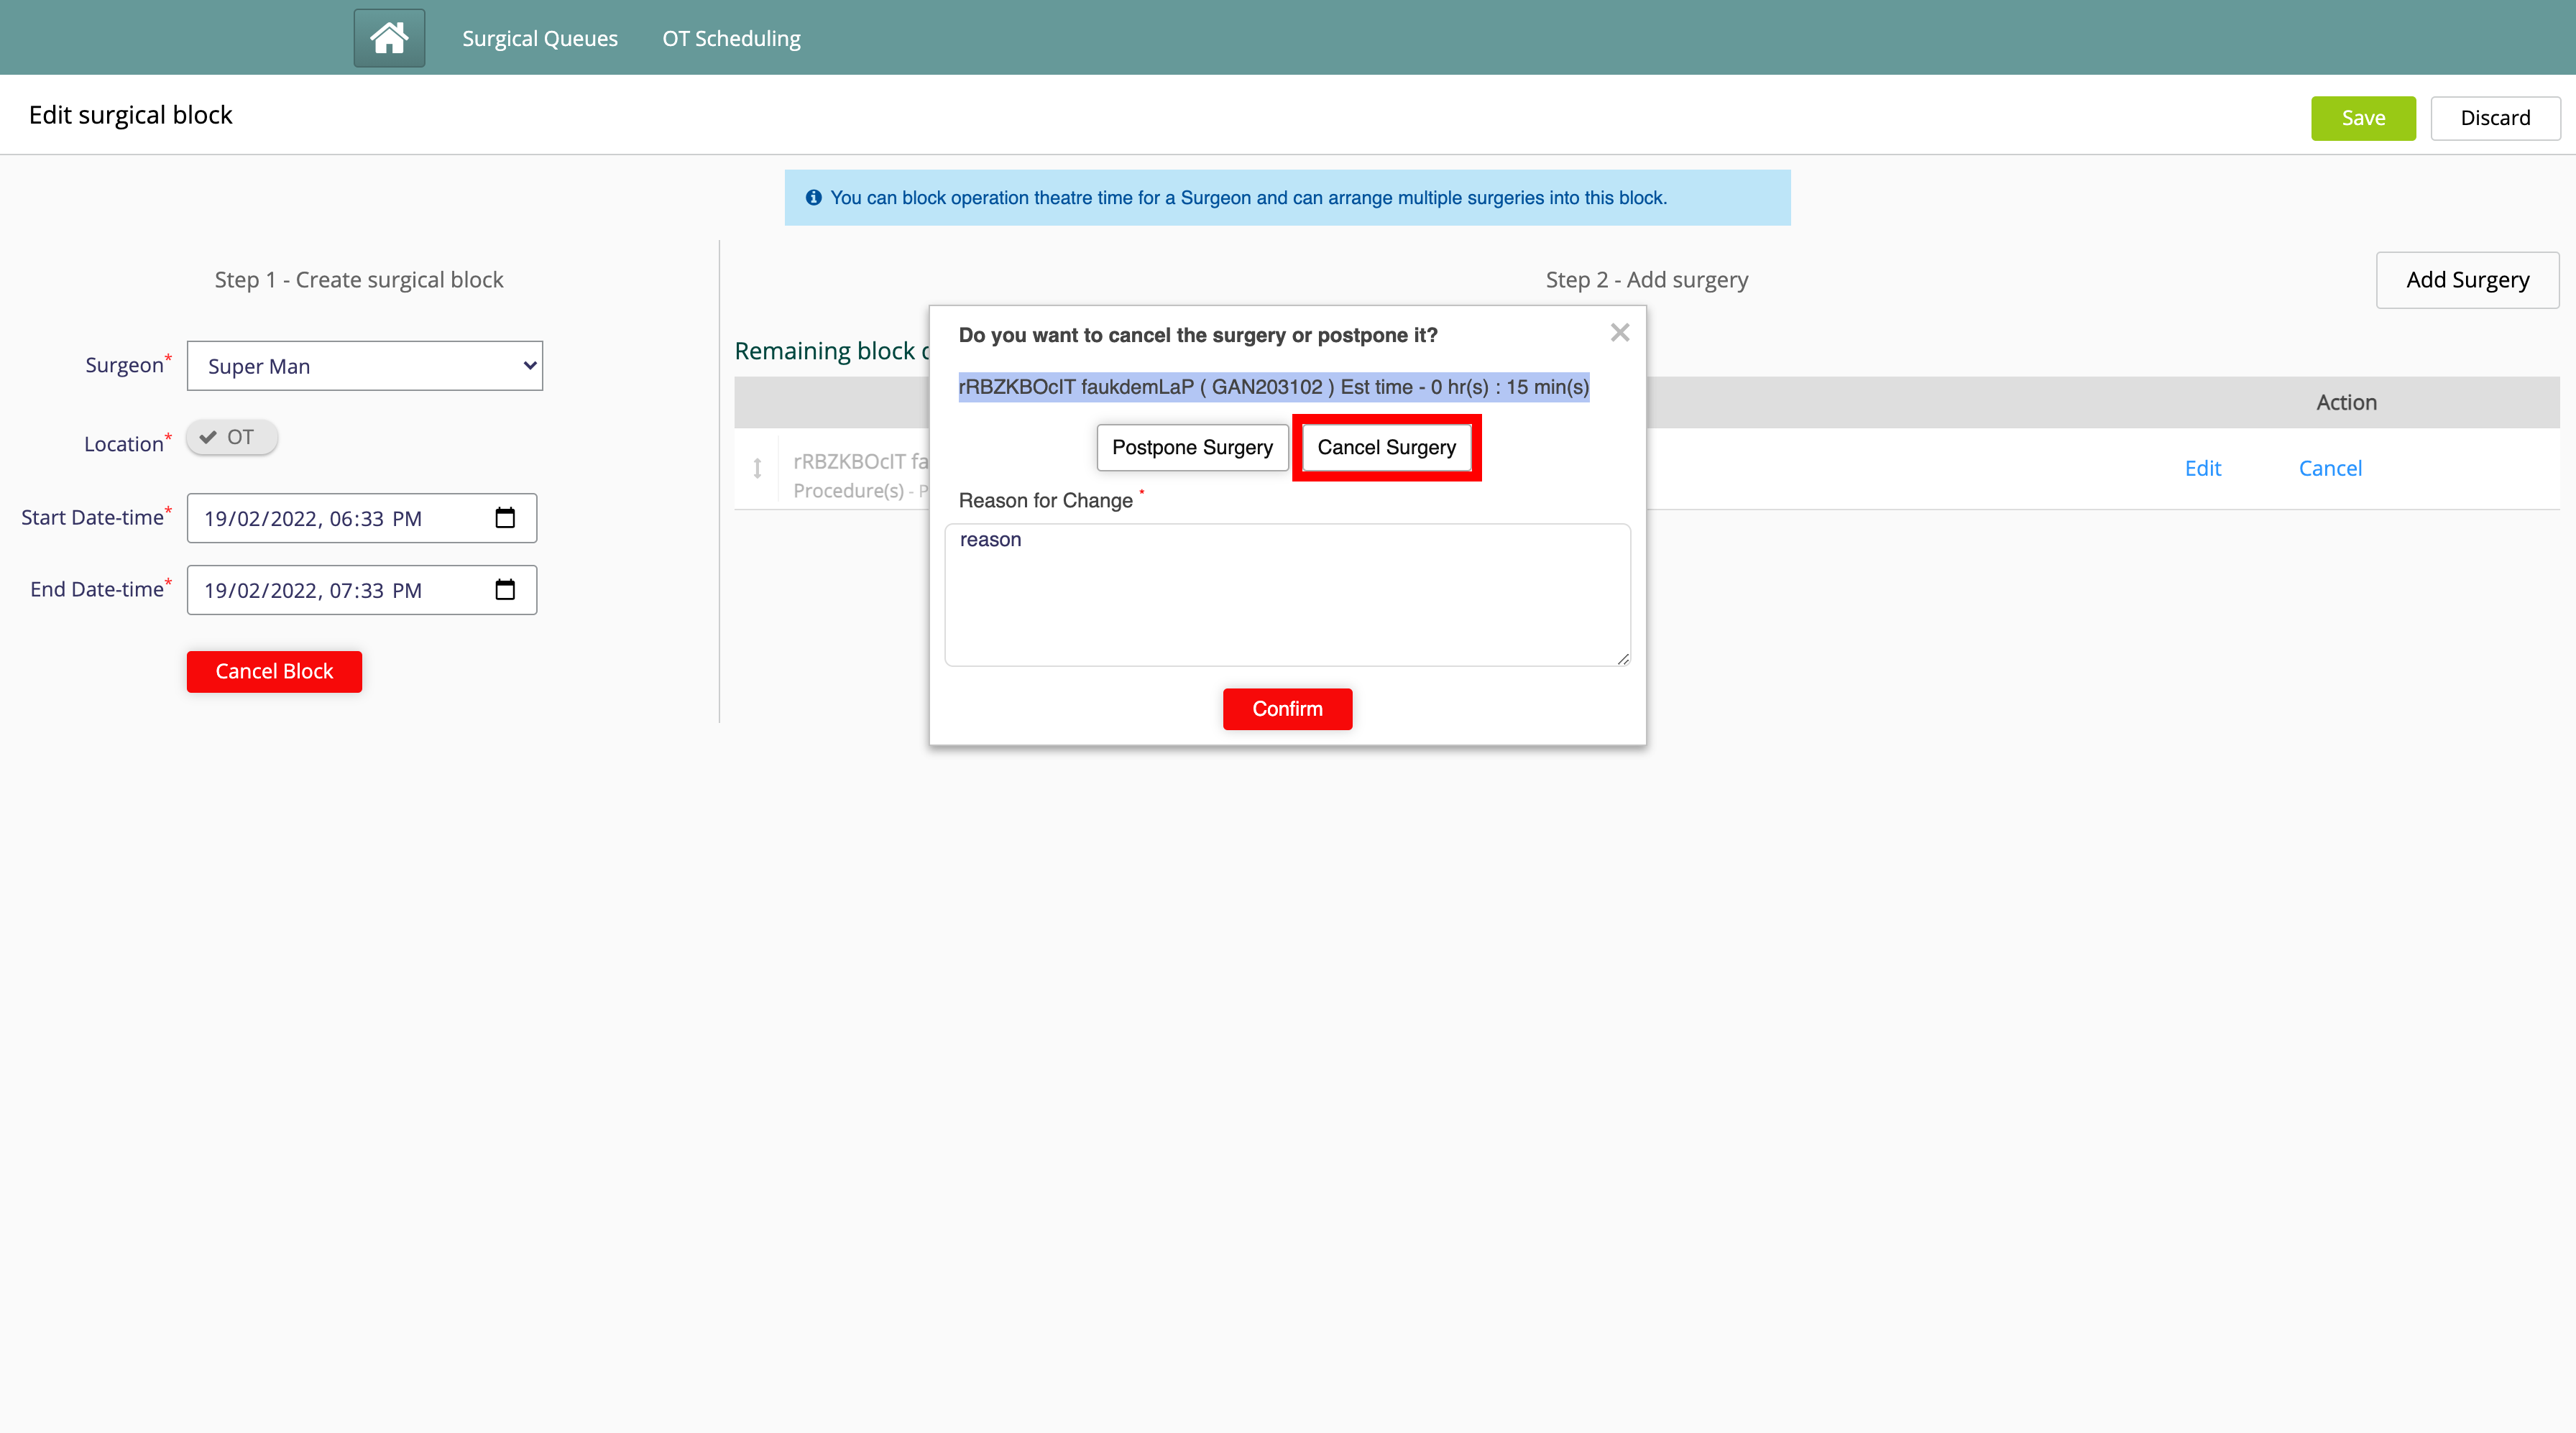 Surgical Queues OT Scheduling
Edit surgical block
Save Discard
You can block operation theatre time for a Surgeon and can arrange multiple surgeries into this block.
Step 1 - Create surgical block
Step 2 - Add surgery
Add Surgery
Surgeon* Super Man
Location* OT
Start Date-time* 19/02/2022, 06:33 PM
End Date-time* 19/02/2022, 07:33 PM
Cancel Block
Remaining block
Action
rRBZKBOcIT fa
Procedure(s) - P
Edit Cancel
Do you want to cancel the surgery or postpone it?
rRBZKBOcIT faukdemLaP ( GAN203102 ) Est time - 0 hr(s) : 15 min(s)
Postpone Surgery Cancel Surgery
Reason for Change *
reason
Confirm